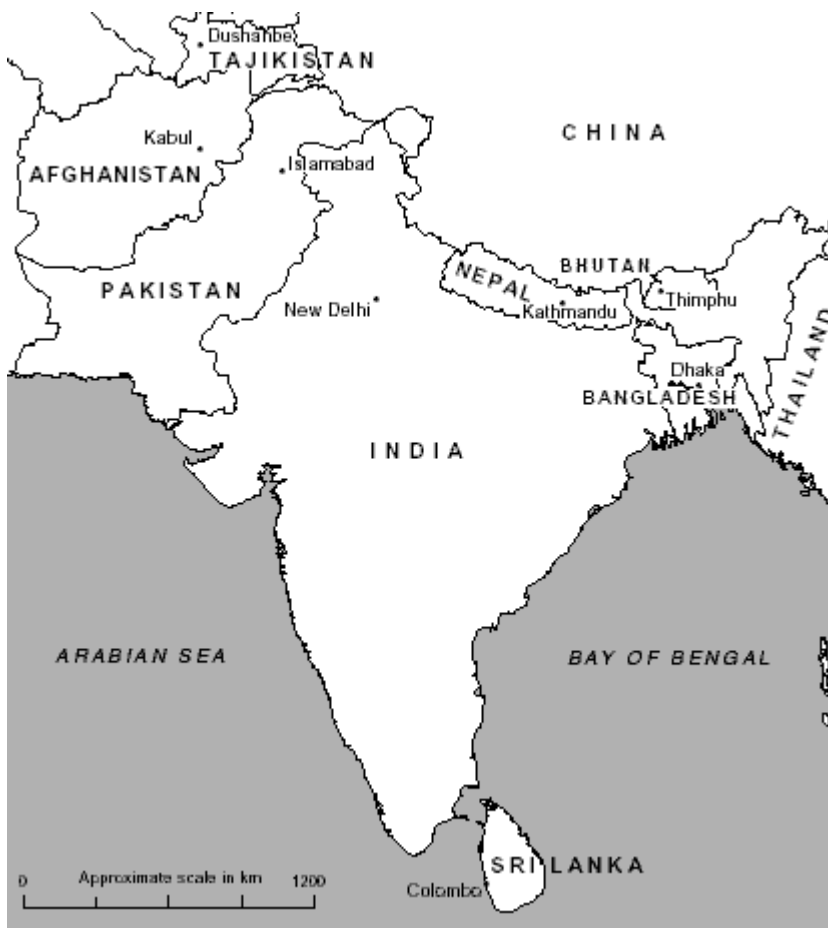 Dushanbe
TAJIKISTAN
CHINA
Kabul
Islamabad
AFGHANISTAN
BHUTAN
NEPAL
PAKISTAN
Thimphu
New Delhi
Kathmandu
THAILAND
Dhaka
BANGLADESH
INDIA
ARABIAN SEA
BAY OF BENGAL
SRI LANKA
0 Approximate scale in km 1200
Colombo